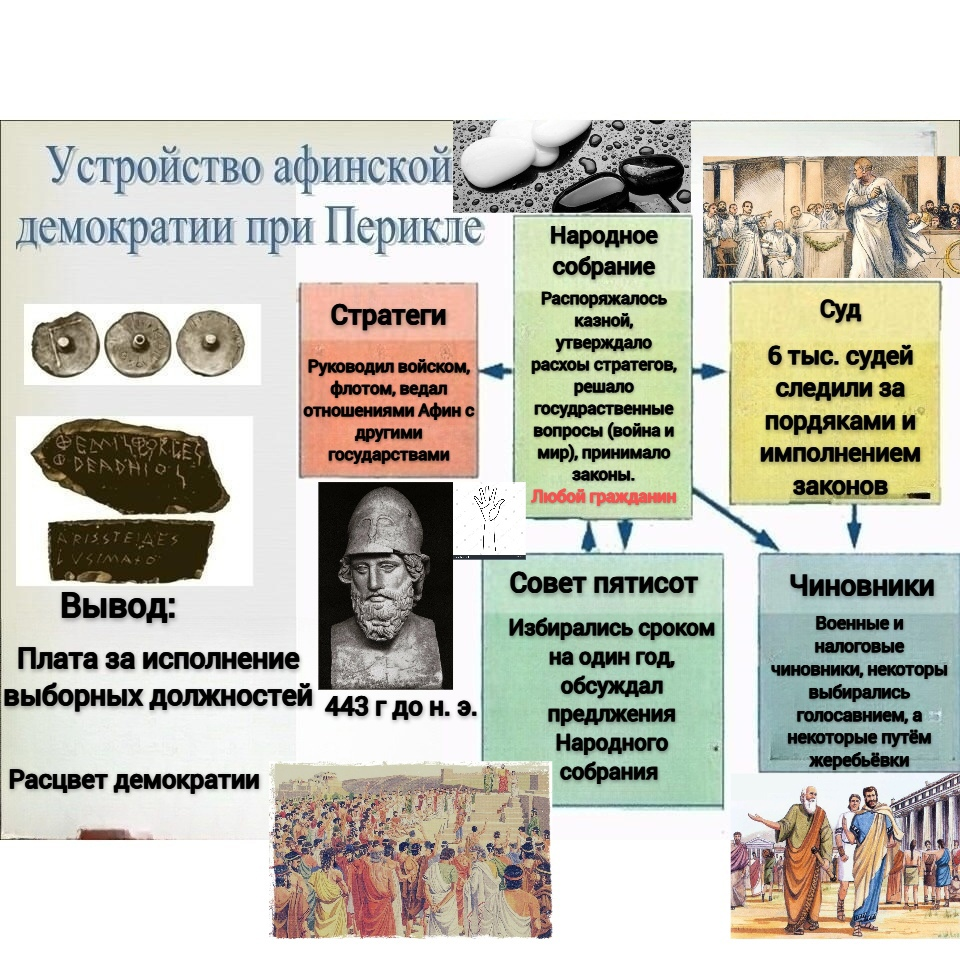 Устройство афинской
демократии при Перикле
Стратеги
Руководил войском,
флотом, ведал
отношениями Афин с
другими
государствами
Народное
собрание
Распоряжалось
казной,
утверждало
расхоы стратегов,
решало
госудраственные
вопросы (война и
мир), принимало
законы.
Любой гражданин
Суд
6 тыс. судей
следили за
пордяками и
имполнением
законов
Вывод:
Плата за исполнение
выборных должностей
Расцвет демократии
443 г до н. э.
Совет пятисот
Избирались сроком
на один год,
обсуждал
предлжения
Народного
собрания
Чиновники
Военные и
налоговые
чиновники, некоторы
выбирались
голосавнием, а
некоторые путём
жеребьёвки